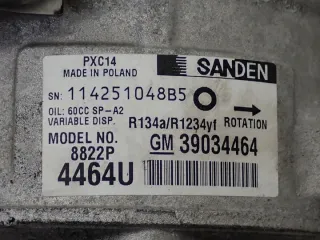 PXC14
MADE IN POLAND
SANDEN
SN: 114251048B5
OIL: 60CC SP-A2
VARIABLE DISP. R134a/R1234yf ROTATION
MODEL NO. GM 39034464
8822P
4464U